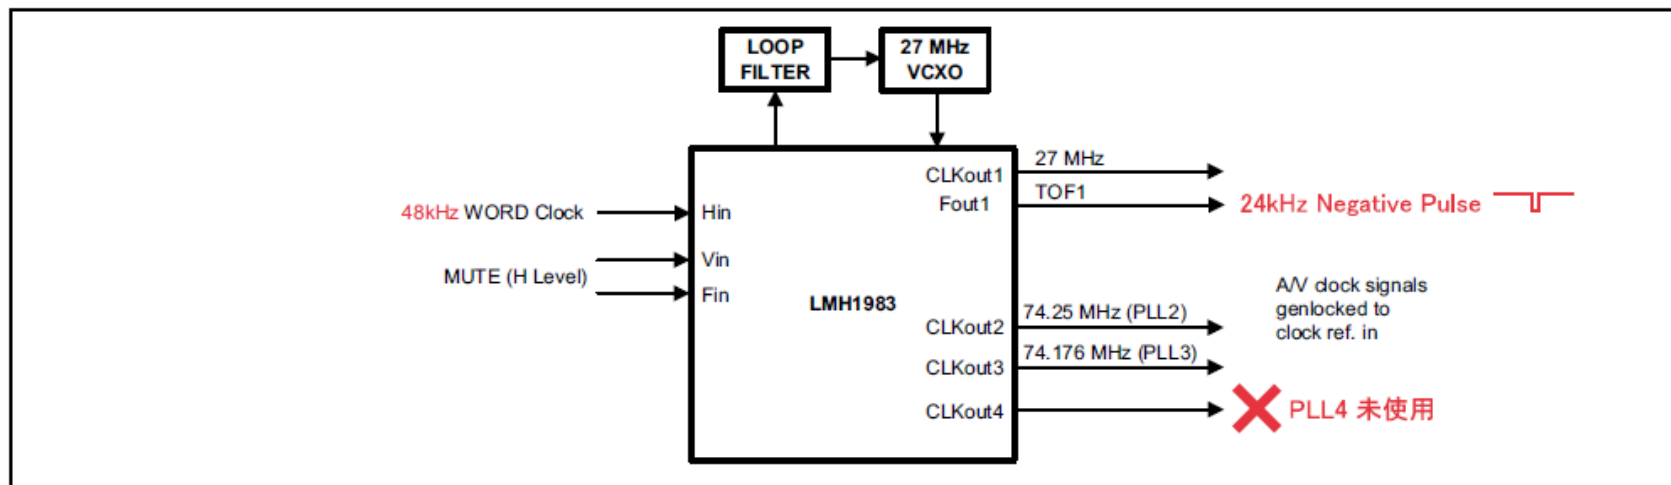 LOOP
FILTER
27 MHz
VCXO
48kHz WORD Clock
MUTE (H Level)
Hin
Vin
Fin
LMH1983
CLKout1
Fout1
CLKout2
CLKout3
CLKout4
27 MHz
TOF1
24kHz Negative Pulse
74.25 MHz (PLL2)
74.176 MHz (PLL3)
A/V clock signals
genlocked to
clock ref. in
PLL4 未使用